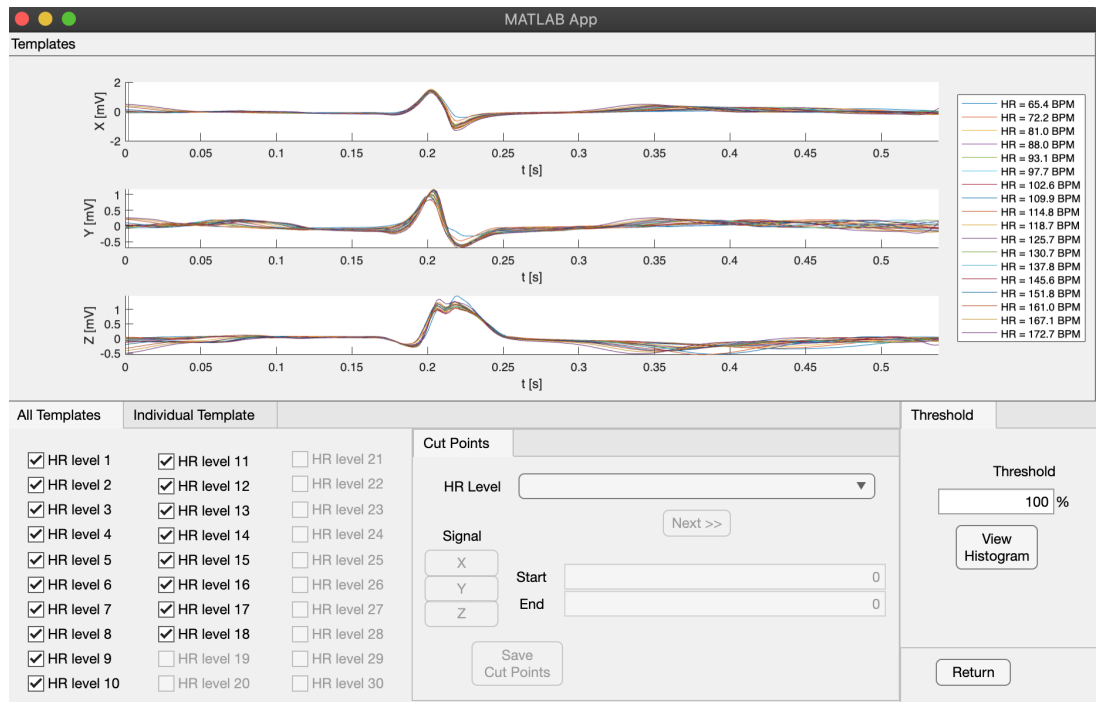 MATLAB App
Templates
2
0
-2
X [mV]
0 0.05 0.1 0.15 0.2 0.25 0.3 0.35 0.4 0.45 0.5
t [s]
1
0.5
0
-0.5
Y [mV]
0 0.05 0.1 0.15 0.2 0.25 0.3 0.35 0.4 0.45 0.5
t [s]
1
0.5
0
-0.5
Z [mV]
0 0.05 0.1 0.15 0.2 0.25 0.3 0.35 0.4 0.45 0.5
t [s]
HR = 65.4 BPM
HR = 72.2 BPM
HR = 81.0 BPM
HR = 88.0 BPM
HR = 93.1 BPM
HR = 97.7 BPM
HR = 102.6 BPM
HR = 109.9 BPM
HR = 114.8 BPM
HR = 118.7 BPM
HR = 125.7 BPM
HR = 130.7 BPM
HR = 137.8 BPM
HR = 145.6 BPM
HR = 151.8 BPM
HR = 161.0 BPM
HR = 167.1 BPM
HR = 172.7 BPM
All Templates Individual Template
HR level 1
HR level 2
HR level 3
HR level 4
HR level 5
HR level 6
HR level 7
HR level 8
HR level 9
HR level 10
HR level 11
HR level 12
HR level 13
HR level 14
HR level 15
HR level 16
HR level 17
HR level 18
HR level 19
HR level 20
HR level 21
HR level 22
HR level 23
HR level 24
HR level 25
HR level 26
HR level 27
HR level 28
HR level 29
HR level 30
Cut Points
HR Level
Next >>
Signal
X
Y
Z
Start 0
End 0
Save
Cut Points
Threshold
Threshold
100 %
View
Histogram
Return